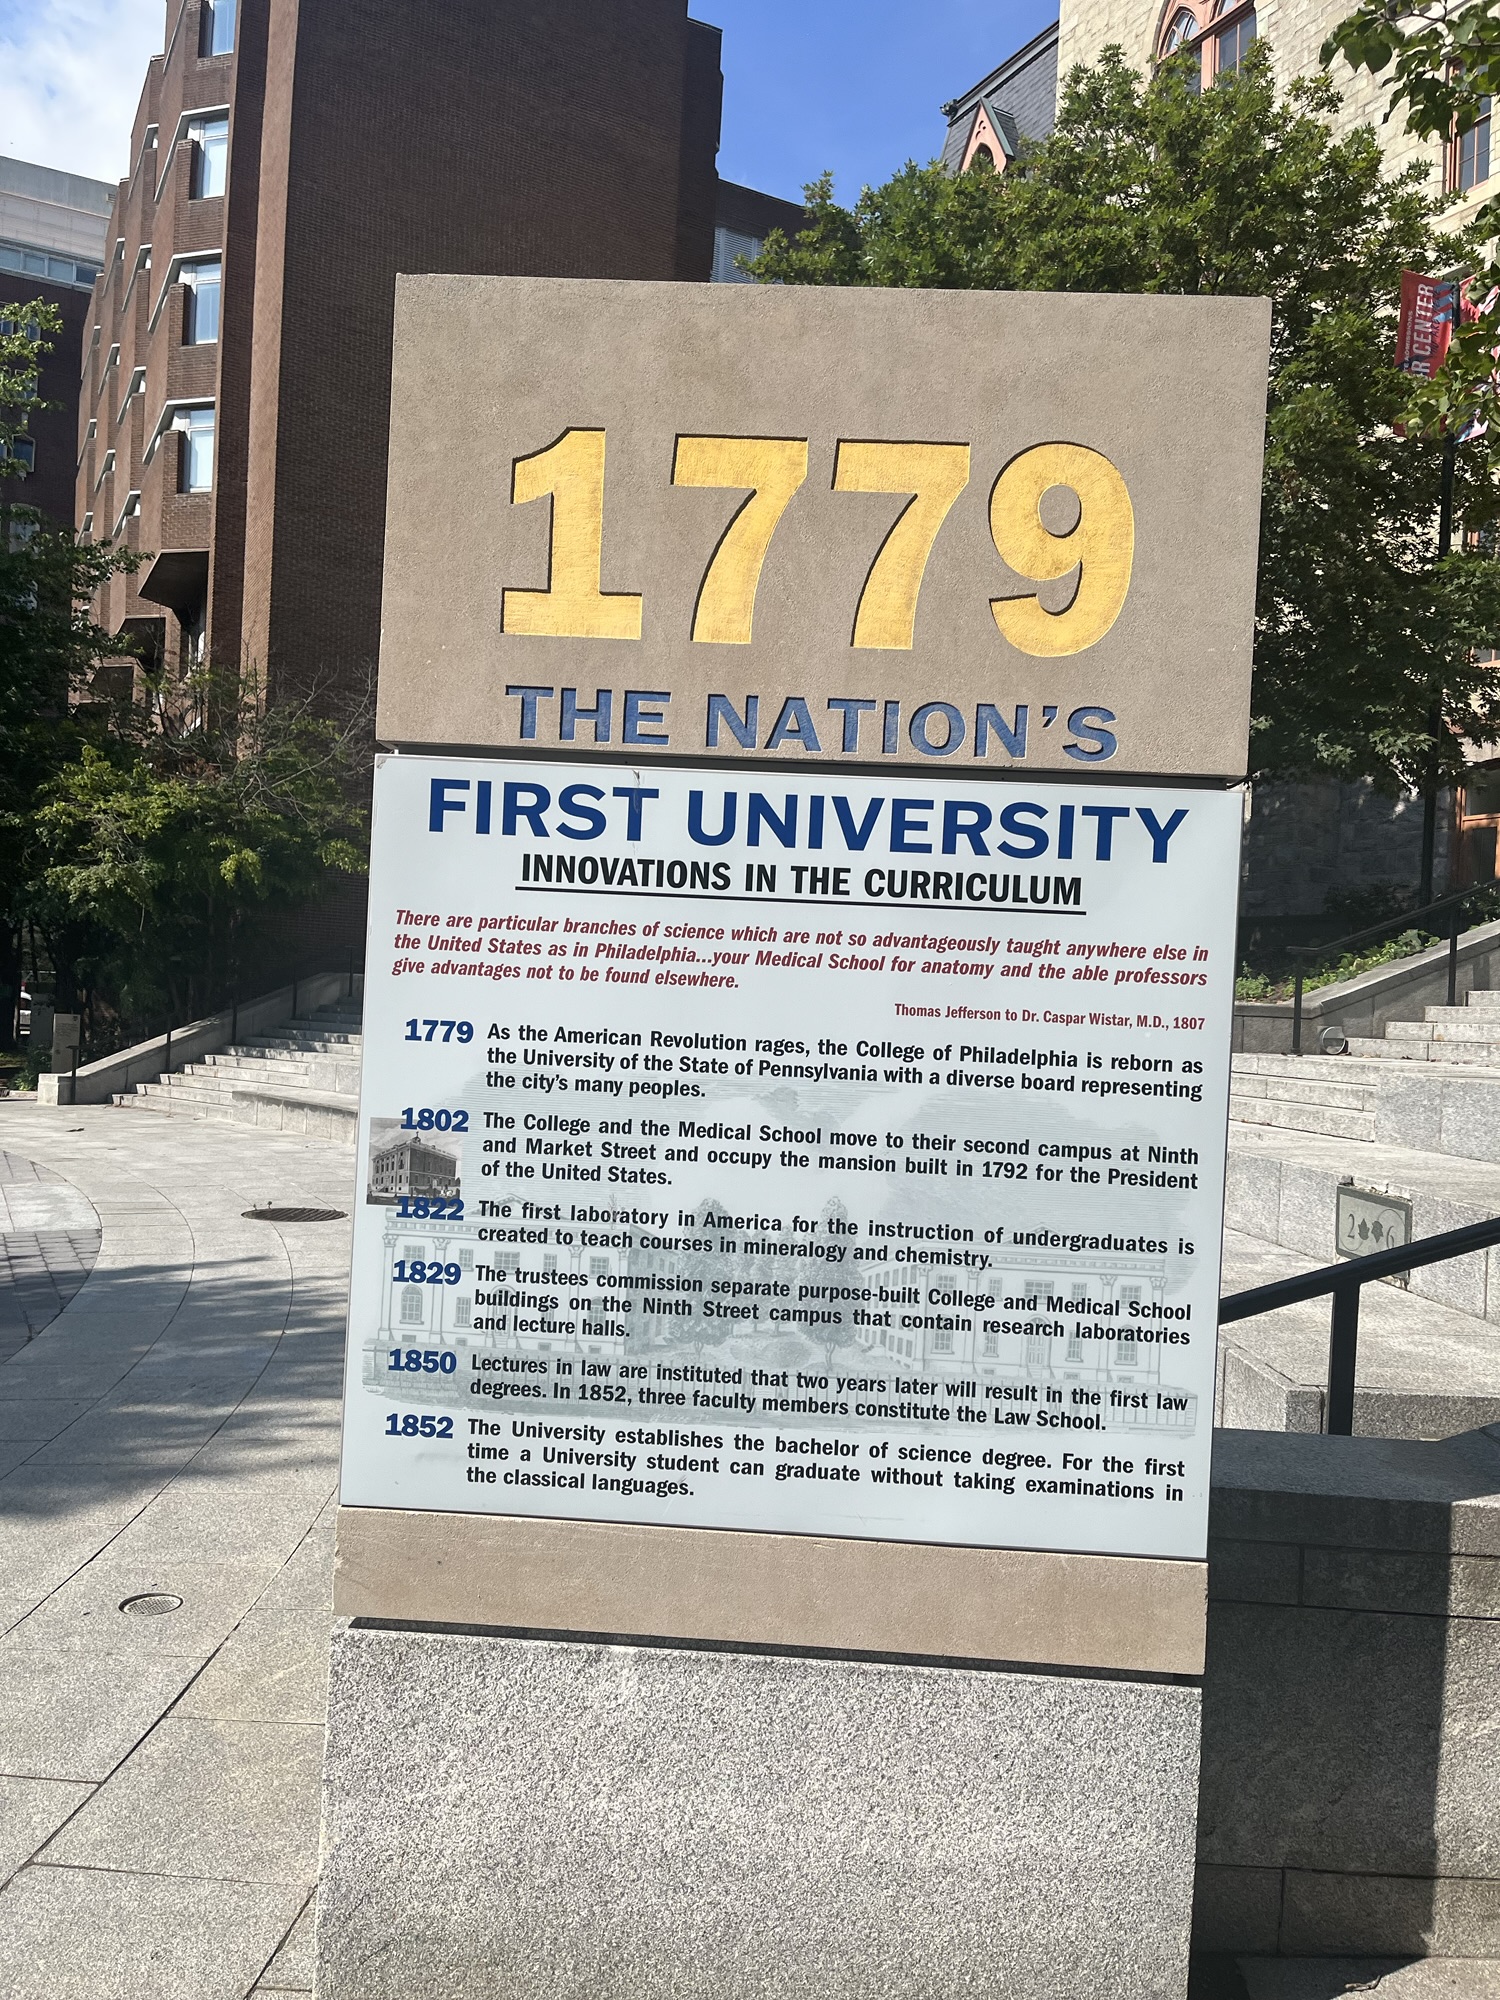 1779
THE NATION'S
FIRST UNIVERSITY
INNOVATIONS IN THE CURRICULUM
There are particular branches of science which are not so advantageously taught anywhere else in
the United States as in Philadelphia...your Medical School for anatomy and the able professors
give advantages not to be found elsewhere.
Thomas Jefferson to Dr. Caspar Wistar, M.D., 1807
1779 As the American Revolution rages, the College of Philadelphia is reborn as
the University of the State of Pennsylvania with a diverse board representing
the city's many peoples.
1802 The College and the Medical School move to their second campus at Ninth
and Market Street and occupy the mansion built in 1792 for the President
of the United States.
1822 The first laboratory in America for the instruction of undergraduates is
created to teach courses in mineralogy and chemistry.
1829 The trustees commission separate purpose-built College and Medical School
buildings on the Ninth Street campus that contain research laboratories
and lecture halls.
1850 Lectures in law are instituted that two years later will result in the first law
degrees. In 1852, three faculty members constitute the Law School.
1852 The University establishes the bachelor of science degree. For the first
time a University student can graduate without taking examinations in
the classical languages.
CENTER